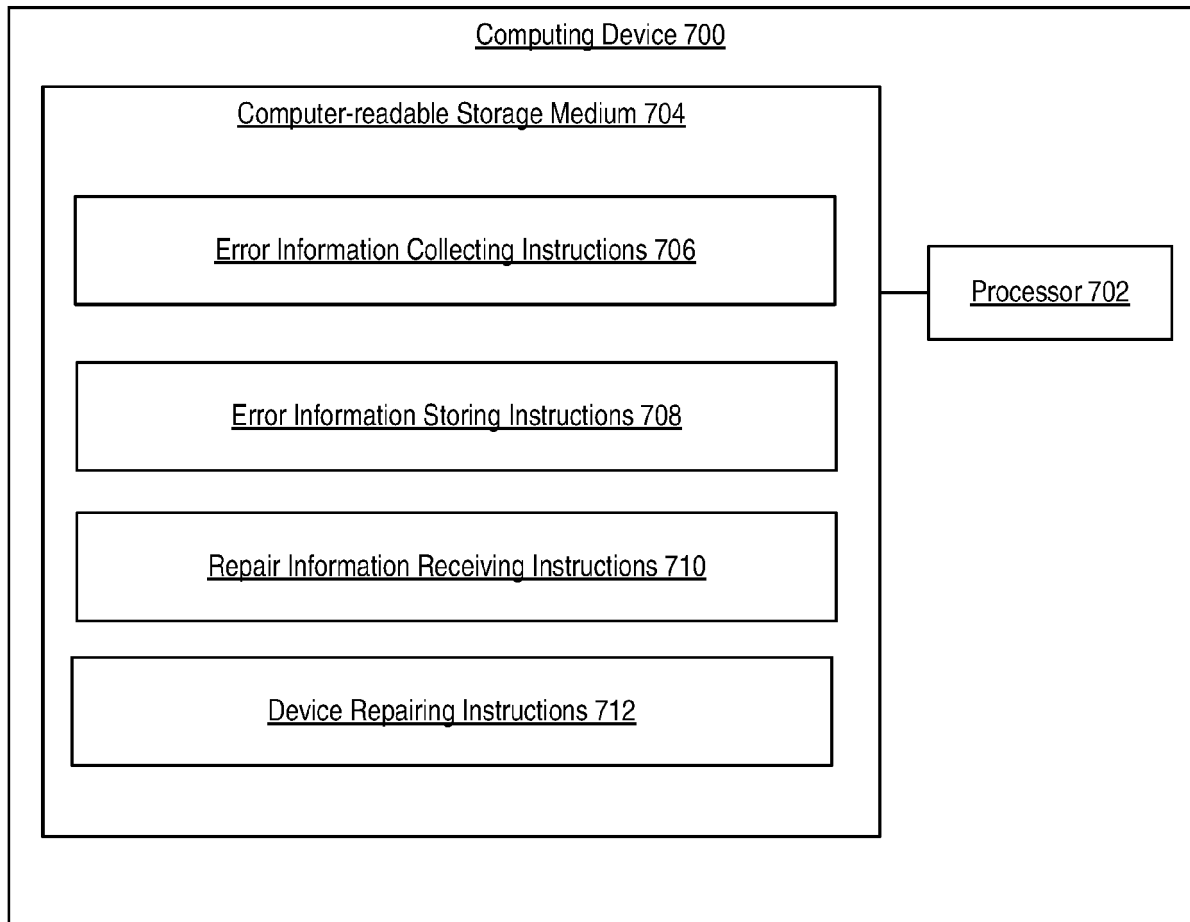 Computing Device 700
Computer-readable Storage Medium 704
Error Information Collecting Instructions 706
Processor 702
Error Information Storing Instructions 708
Repair Information Receiving Instructions 710
Device Repairing Instructions 712